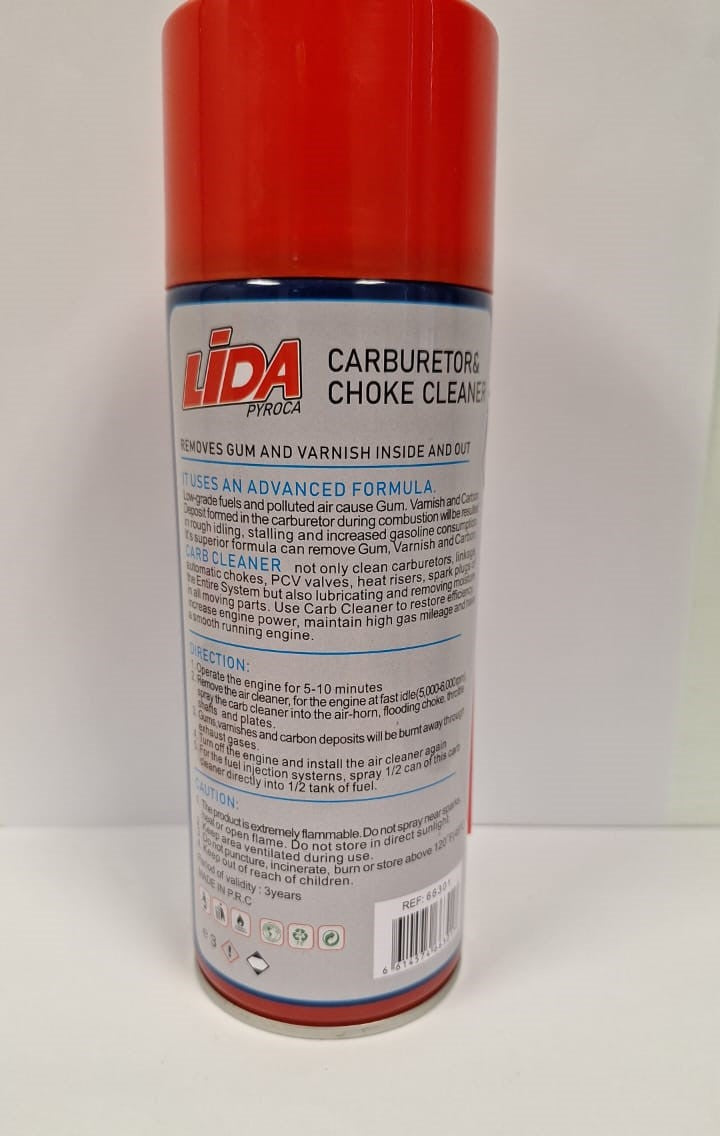 LiDA
PYROCA
CARBURETOR&
CHOKE CLEANER
REMOVES GUM AND VARNISH INSIDE AND OUT
IT USES AN ADVANCED FORMULA.
Low-grade fuels and polluted air cause Gum. Varnish and Carbon
Deposit formed in the carburetor during combustion will be resulted
in rough idling, stalling and increased gasoline consumption.
It's superior formula can remove Gum, Varnish and Carbon.
CARB CLEANER not only clean carburetors, linkage,
automatic chokes, PCV valves, heat risers, spark plugs of
the Entire System but also lubricating and removing moisture
in all moving parts. Use Carb Cleaner to restore efficiency,
increase engine power, maintain high gas mileage and
a smooth running engine.
DIRECTION:
1. Operate the engine for 5-10 minutes
2. Remove the air cleaner, for the engine at fast idle(5,000-6,000rpm),
spray the carb cleaner into the air-horn, flooding choke, throttle
shafts and plates.
3. Gums,varnishes and carbon deposits will be burnt away through
exhaust gases.
4. Turn off the engine and install the air cleaner again
5. For the fuel injection systerns, spray 1/2 can of this carb
cleaner directly into 1/2 tank of fuel.
CAUTION:
1. The product is extremely flammable. Do not spray near sparks,
heat or open flame. Do not store in direct sunlight.
Keep area ventilated during use.
Do not puncture, incinerate, burn or store above 120°F
Keep out of reach of children.
Period of validity : 3years
MADE IN P.R.C
REF: 66301